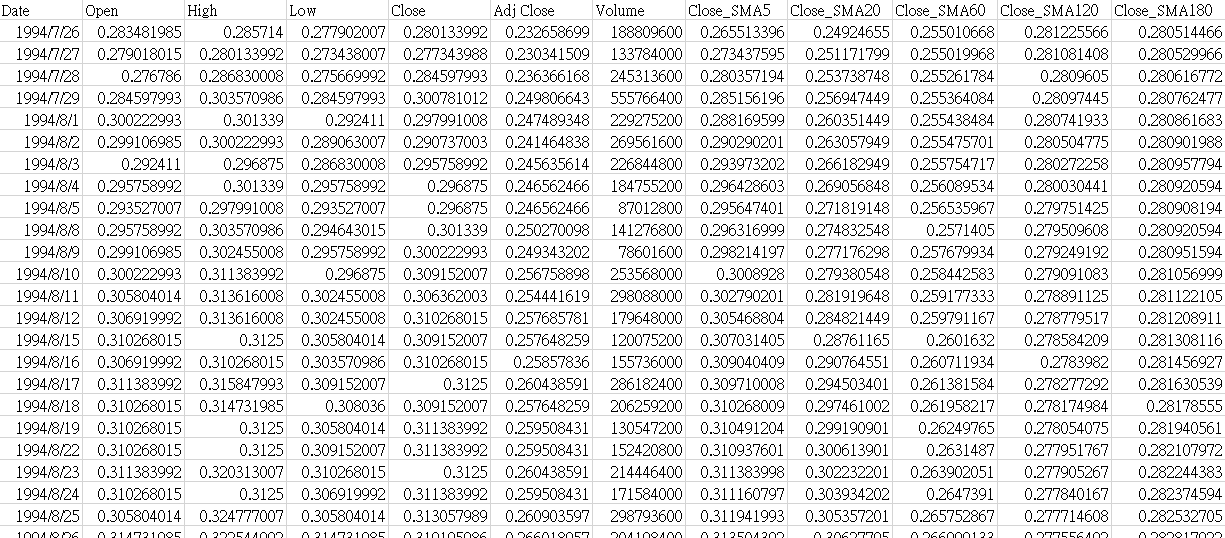 Date Open High Low Close Adj Close Volume Close_SMA5 Close_SMA20 Close_SMA60 Close_SMA120 Close_SMA180
1994/7/26 0.283481985 0.285714 0.277902007 0.280133992 0.232658699 188809600 0.265513396 0.24924655 0.255010668 0.281225566 0.280514466
1994/7/27 0.279018015 0.280133992 0.273438007 0.277343988 0.230341509 133784000 0.273437595 0.251171799 0.255019968 0.281081408 0.280529966
1994/7/28 0.276786 0.286830008 0.275669992 0.284597993 0.236366168 245313600 0.280357194 0.253738748 0.255261784 0.2809605 0.280616772
1994/7/29 0.284597993 0.303570986 0.284597993 0.300781012 0.249806643 555766400 0.285156196 0.256947449 0.255364084 0.28097445 0.280762477
1994/8/1 0.300222993 0.301339 0.292411 0.297991008 0.247489348 229275200 0.288169599 0.260351449 0.255438484 0.280741933 0.280861683
1994/8/2 0.299106985 0.300222993 0.289063007 0.290737003 0.241464838 269561600 0.290290201 0.263057949 0.255475701 0.280504775 0.280901988
1994/8/3 0.292411 0.296875 0.286830008 0.295758992 0.245635614 226844800 0.293973202 0.266182949 0.255754717 0.280272258 0.280957794
1994/8/4 0.295758992 0.301339 0.295758992 0.296875 0.246562466 184755200 0.296428603 0.269056848 0.256089534 0.280030441 0.280920594
1994/8/5 0.293527007 0.297991008 0.293527007 0.296875 0.246562466 87012800 0.295647401 0.271819148 0.256535967 0.279751425 0.280908194
1994/8/8 0.295758992 0.303570986 0.294643015 0.301339 0.250270098 141276800 0.296316999 0.274832548 0.2571405 0.279509608 0.280920594
1994/8/9 0.299106985 0.302455008 0.295758992 0.300222993 0.249343202 78601600 0.298214197 0.277176298 0.257679934 0.279249192 0.280951594
1994/8/10 0.300222993 0.311383992 0.296875 0.309152007 0.256758898 253568000 0.3008928 0.279380548 0.258442583 0.279091083 0.281056999
1994/8/11 0.305804014 0.313616008 0.302455008 0.306362003 0.254441619 298088000 0.302790201 0.281919648 0.259177333 0.278891125 0.281122105
1994/8/12 0.306919992 0.313616008 0.302455008 0.310268015 0.257685781 179648000 0.305468804 0.284821449 0.259791167 0.278779517 0.281208911
1994/8/15 0.310268015 0.3125 0.305804014 0.309152007 0.257648259 120075200 0.307031405 0.28761165 0.2601632 0.278584209 0.281308116
1994/8/16 0.306919992 0.310268015 0.303570986 0.310268015 0.25857836 155736000 0.309040409 0.290764551 0.260711934 0.2783982 0.281456927
1994/8/17 0.311383992 0.315847993 0.309152007 0.3125 0.260438591 286182400 0.309710008 0.294503401 0.261381584 0.278277292 0.281630539
1994/8/18 0.310268015 0.314731985 0.308036 0.309152007 0.257648259 206259200 0.310268009 0.297461002 0.261958217 0.278174984 0.28178555
1994/8/19 0.310268015 0.3125 0.305804014 0.311383992 0.259508431 130547200 0.310491204 0.299190901 0.26249765 0.278054075 0.281940561
1994/8/22 0.310268015 0.3125 0.309152007 0.311383992 0.259508431 152420800 0.310937601 0.300613901 0.2631487 0.277951767 0.282107972
1994/8/23 0.311383992 0.320313007 0.310268015 0.3125 0.260438591 214446400 0.311383998 0.302232201 0.263902051 0.277905267 0.282244383
1994/8/24 0.310268015 0.3125 0.306919992 0.311383992 0.259508431 171584000 0.311160797 0.303934202 0.2647391 0.277840167 0.282374594
1994/8/25 0.305804014 0.324777007 0.305804014 0.313057989 0.260903597 298793600 0.311941993 0.305357201 0.265752867 0.277714608 0.282532705